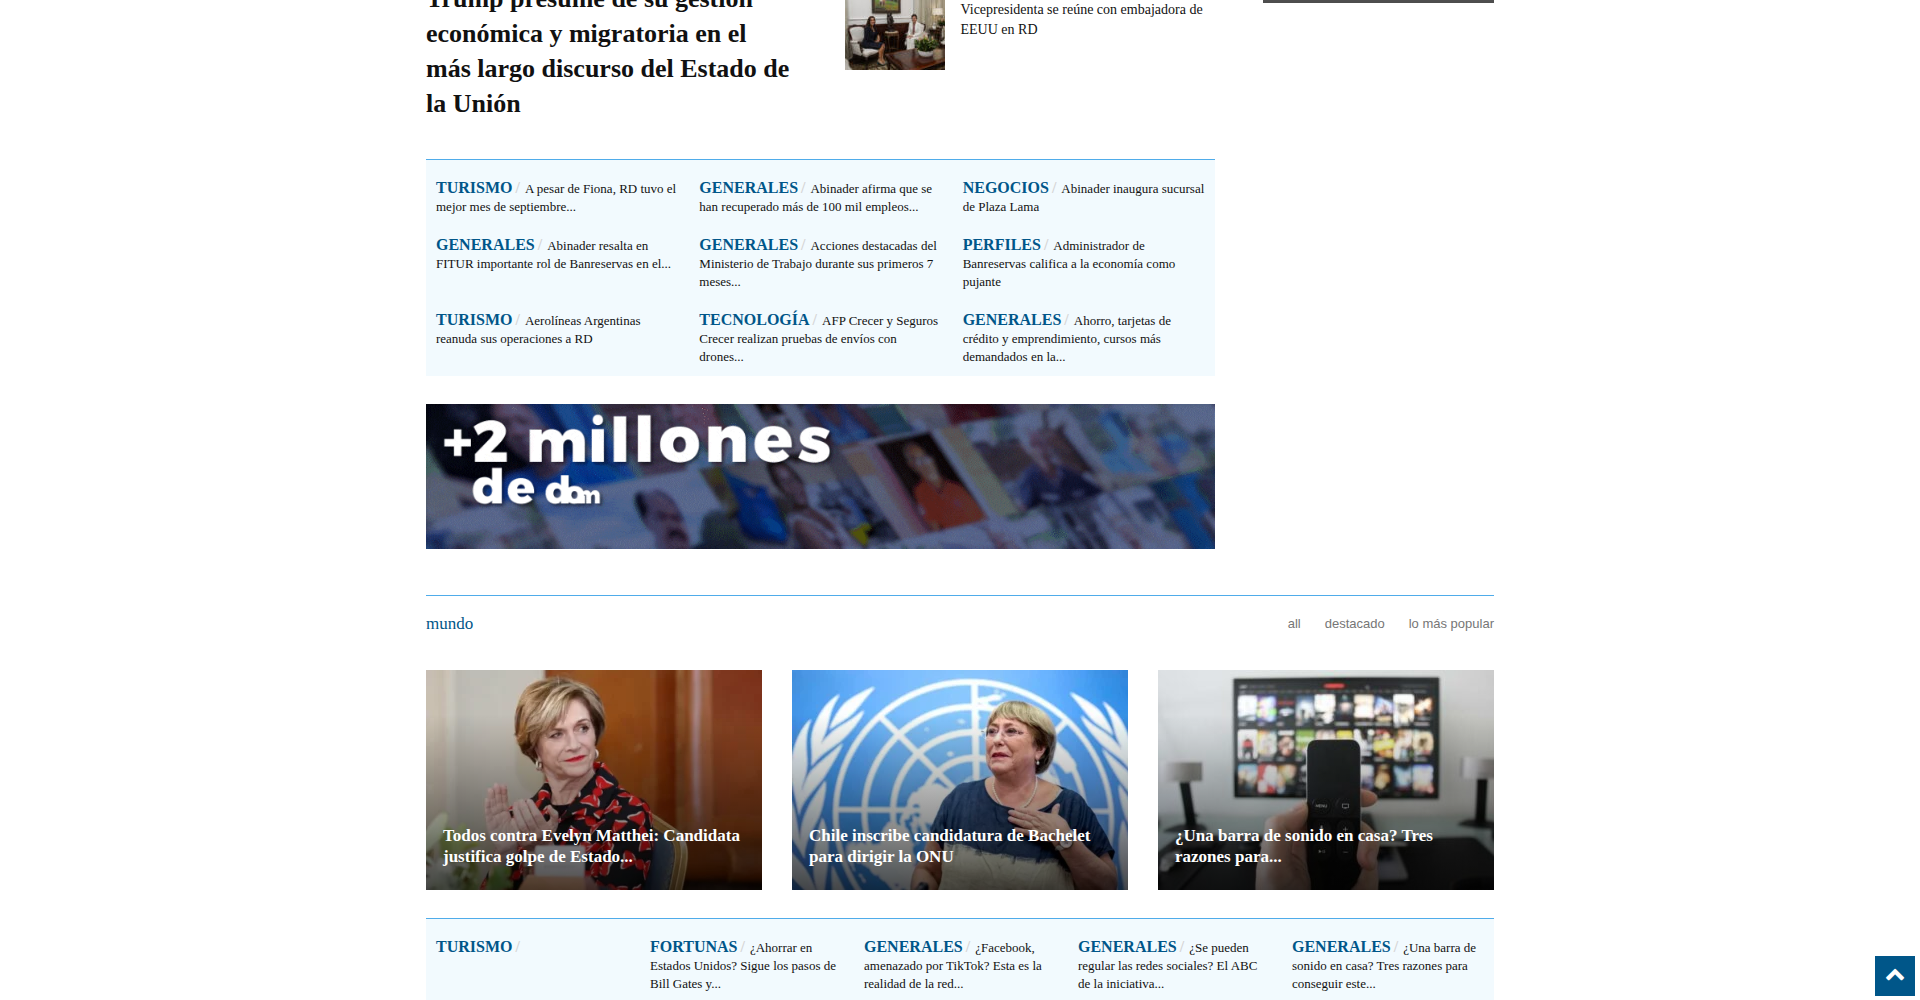 Trump presume de su gestión
económica y migratoria en el
más largo discurso del Estado de
la Unión
Vicepresidenta se reúne con embajadora de
EEUU en RD
TURISMO / A pesar de Fiona, RD tuvo el
mejor mes de septiembre...
GENERALES / Abinader afirma que se
han recuperado más de 100 mil empleos...
NEGOCIOS / Abinader inaugura sucursal
de Plaza Lama
GENERALES / Abinader resalta en
FITUR importante rol de Banreservas en el...
GENERALES / Acciones destacadas del
Ministerio de Trabajo durante sus primeros 7
meses...
PERFILES / Administrador de
Banreservas califica a la economía como
pujante
TURISMO / Aerolíneas Argentinas
reanuda sus operaciones a RD
TECNOLOGÍA / AFP Crecer y Seguros
Crecer realizan pruebas de envíos con
drones...
GENERALES / Ahorro, tarjetas de
crédito y emprendimiento, cursos más
demandados en la...
+2 millones
de
mundo
all destacado lo más popular
Todos contra Evelyn Matthei: Candidata
justifica golpe de Estado...
Chile inscribe candidatura de Bachelet
para dirigir la ONU
¿Una barra de sonido en casa? Tres
razones para...
TURISMO /
FORTUNAS / ¿Ahorrar en
Estados Unidos? Sigue los pasos de
Bill Gates y...
GENERALES / ¿Facebook,
amenazado por TikTok? Esta es la
realidad de la red...
GENERALES / ¿Se pueden
regular las redes sociales? El ABC
de la iniciativa...
GENERALES / ¿Una barra de
sonido en casa? Tres razones para
conseguir este...